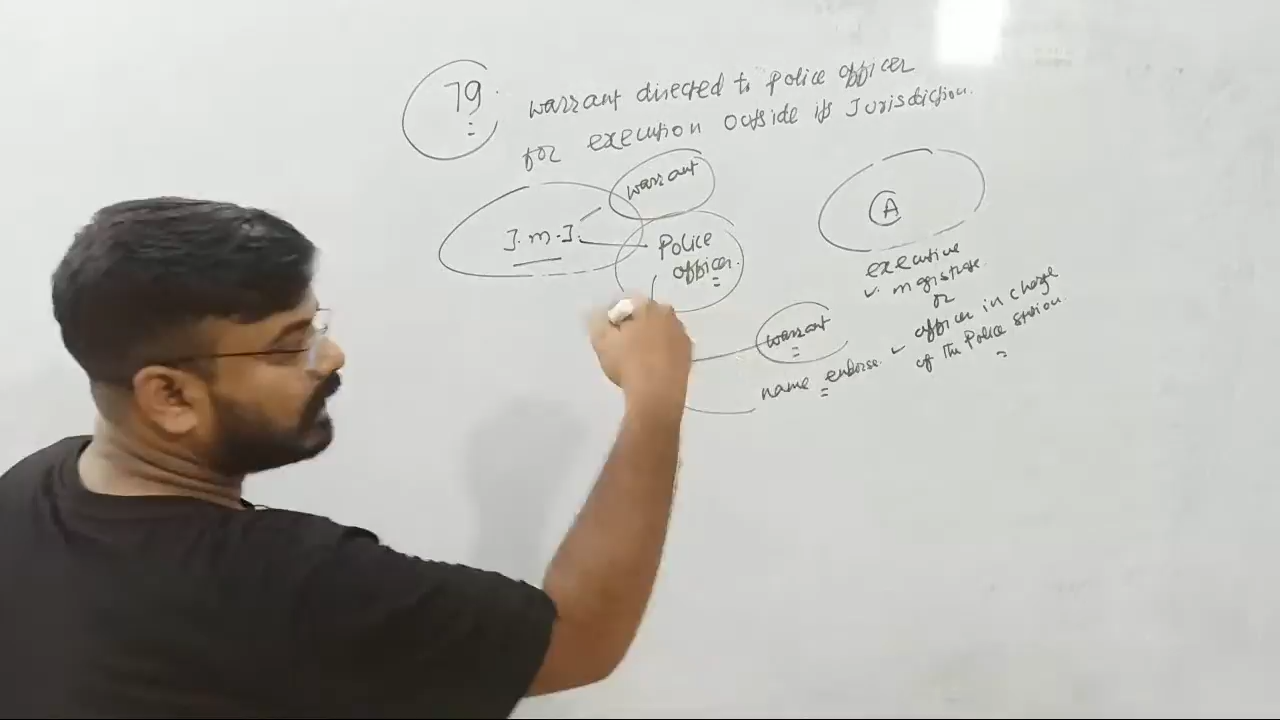 79.
warrant directed to police officer
for execution outside its Jurisdiction.
warrant
J.M.I.
Police
officer.
A
executive
magistrate.
or
officer in charge
of the Police station.
warrant
name endorse.